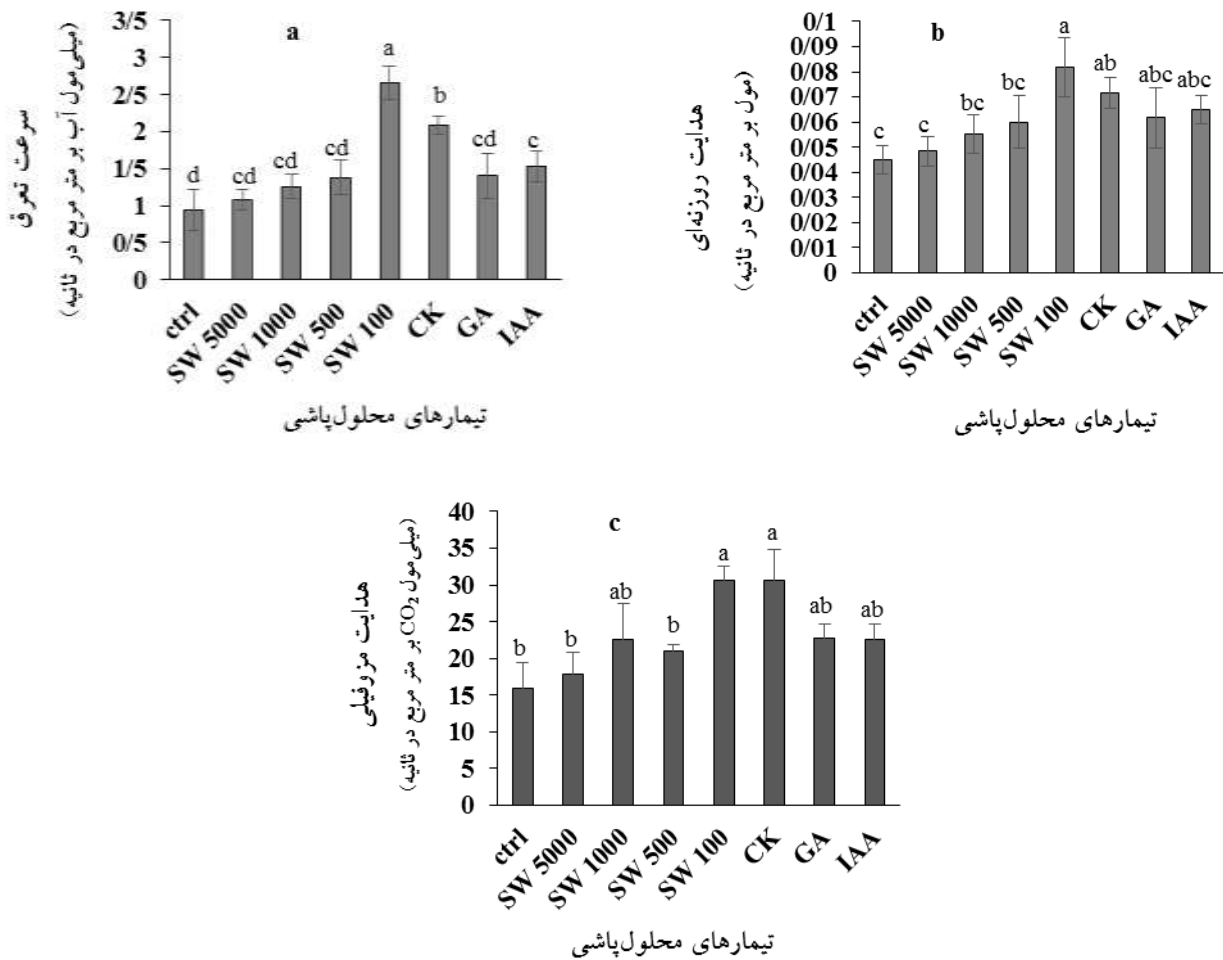 a
سرعت تعرق
(میلی‌مول آب بر متر مربع در ثانیه)
3/5
3
2/5
2
1/5
1
0/5
0
d
cd
cd
cd
a
b
cd
c
ctrl
SW 5000
SW 1000
SW 500
SW 100
CK
GA
IAA
تیمارهای محلول‌پاشی
b
هدایت روزنه‌ای
(مول بر متر مربع در ثانیه)
0/1
0/09
0/08
0/07
0/06
0/05
0/04
0/03
0/02
0/01
0
c
c
bc
bc
a
ab
abc
abc
ctrl
SW 5000
SW 1000
SW 500
SW 100
CK
GA
IAA
تیمارهای محلول‌پاشی
c
هدایت مزوفیلی
(میلی‌مول CO₂ بر متر مربع در ثانیه)
40
35
30
25
20
15
10
5
0
b
b
ab
b
a
a
ab
ab
ctrl
SW 5000
SW 1000
SW 500
SW 100
CK
GA
IAA
تیمارهای محلول‌پاشی